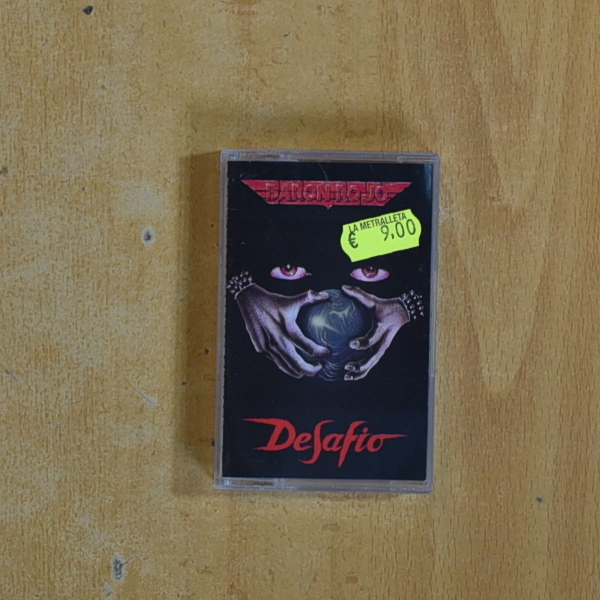 BARON ROJO
LA METRALLETA
€ 9,00
Desafio